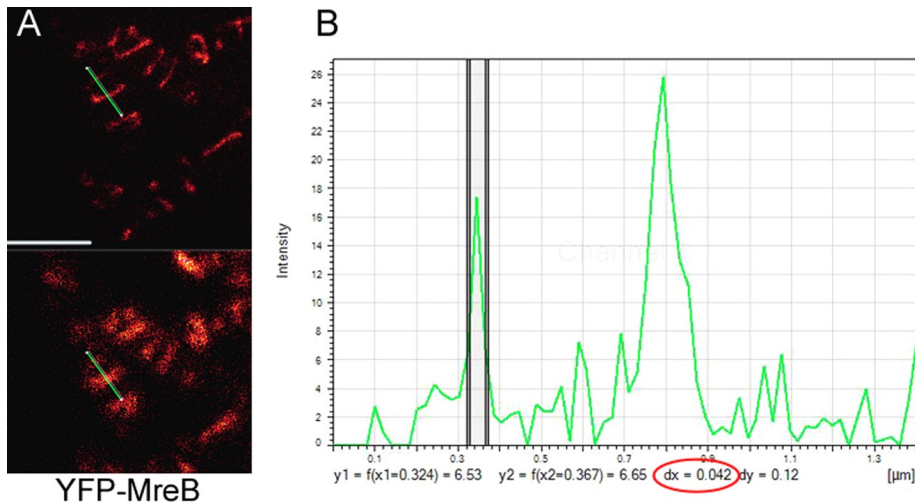 A
B
YFP-MreB
Intensity
26
24
22
20
18
16
14
12
10
8
6
4
2
0
0.1 0.3 0.5 0.7 0.9 1.1 1.3
Channel
y1 = f(x1=0.324) = 6.53 y2 = f(x2=0.367) = 6.65 dx = 0.042 dy = 0.12 [µm]